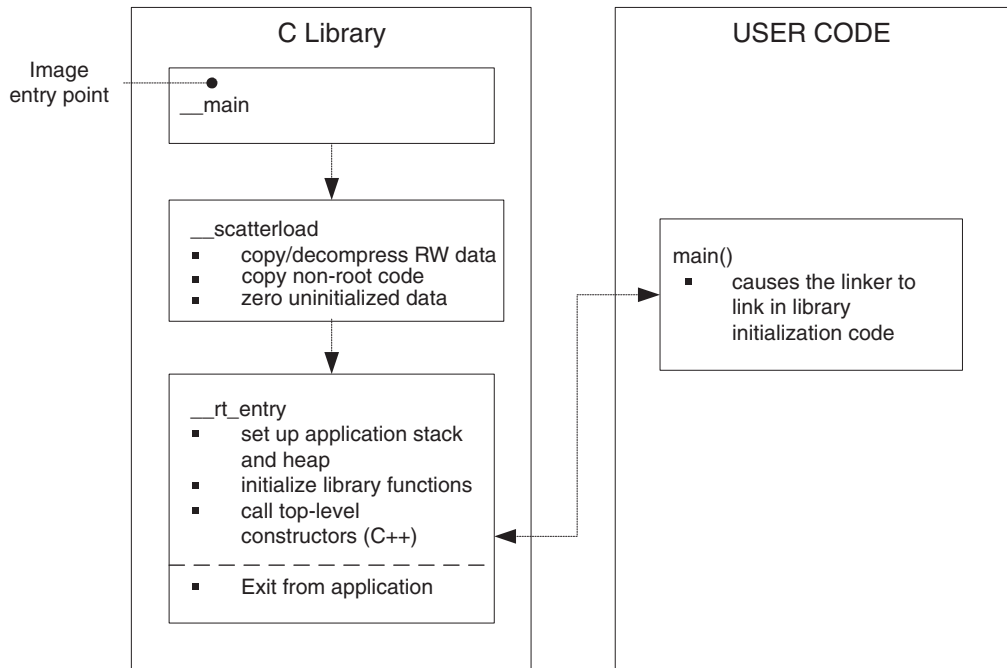 C Library
USER CODE
Image
entry point
__main
__scatterload
▪ copy/decompress RW data
▪ copy non-root code
▪ zero uninitialized data
main()
▪ causes the linker to
link in library
initialization code
__rt_entry
▪ set up application stack
and heap
▪ initialize library functions
▪ call top-level
constructors (C++)
▪ Exit from application